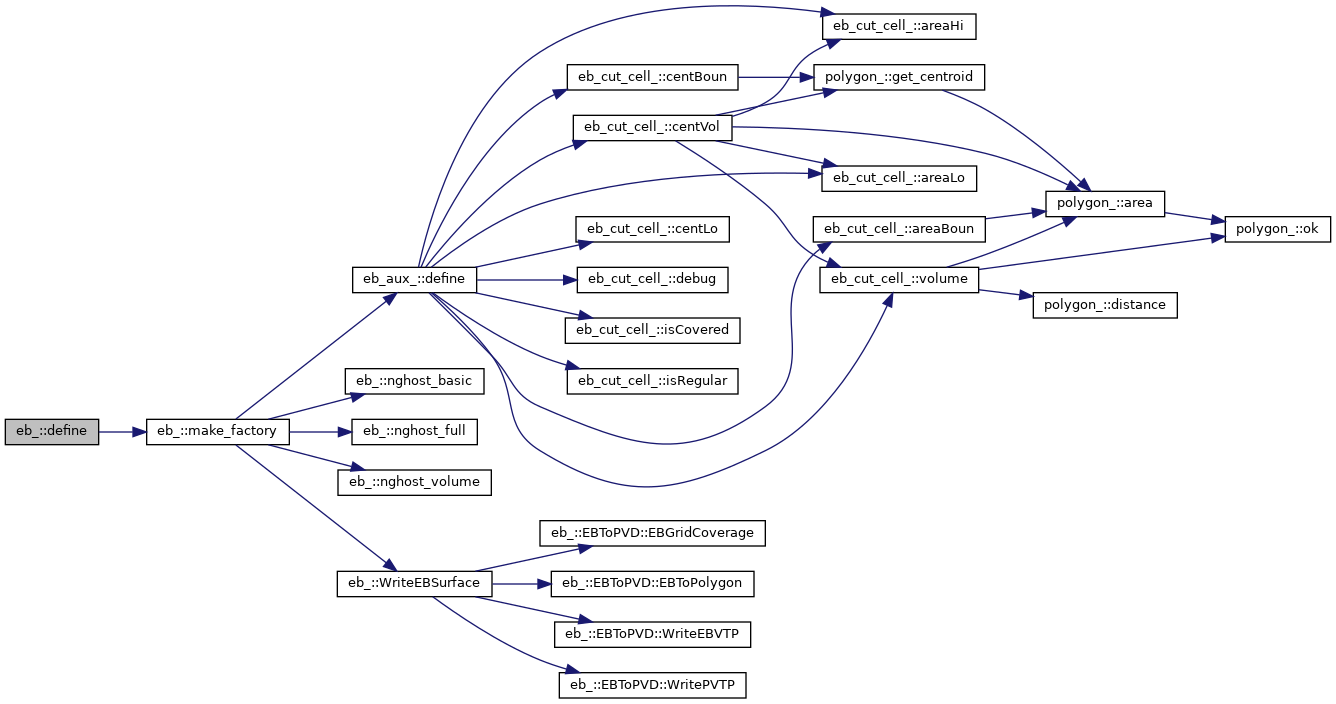 eb_cut_cell_::areaHi
eb_cut_cell_::centBoun
polygon_::get_centroid
eb_cut_cell_::centVol
eb_cut_cell_::areaLo
polygon_::area
eb_cut_cell_::centLo
eb_cut_cell_::areaBoun
polygon_::ok
eb_aux_::define
eb_cut_cell_::debug
eb_cut_cell_::volume
polygon_::distance
eb_cut_cell_::isCovered
eb_::nghost_basic
eb_cut_cell_::isRegular
eb_::define
eb_::make_factory
eb_::nghost_full
eb_::nghost_volume
eb_::EBToPVD::EBGridCoverage
eb_::WriteEBSurface
eb_::EBToPVD::EBToPolygon
eb_::EBToPVD::WriteEBVTP
eb_::EBToPVD::WritePVTP